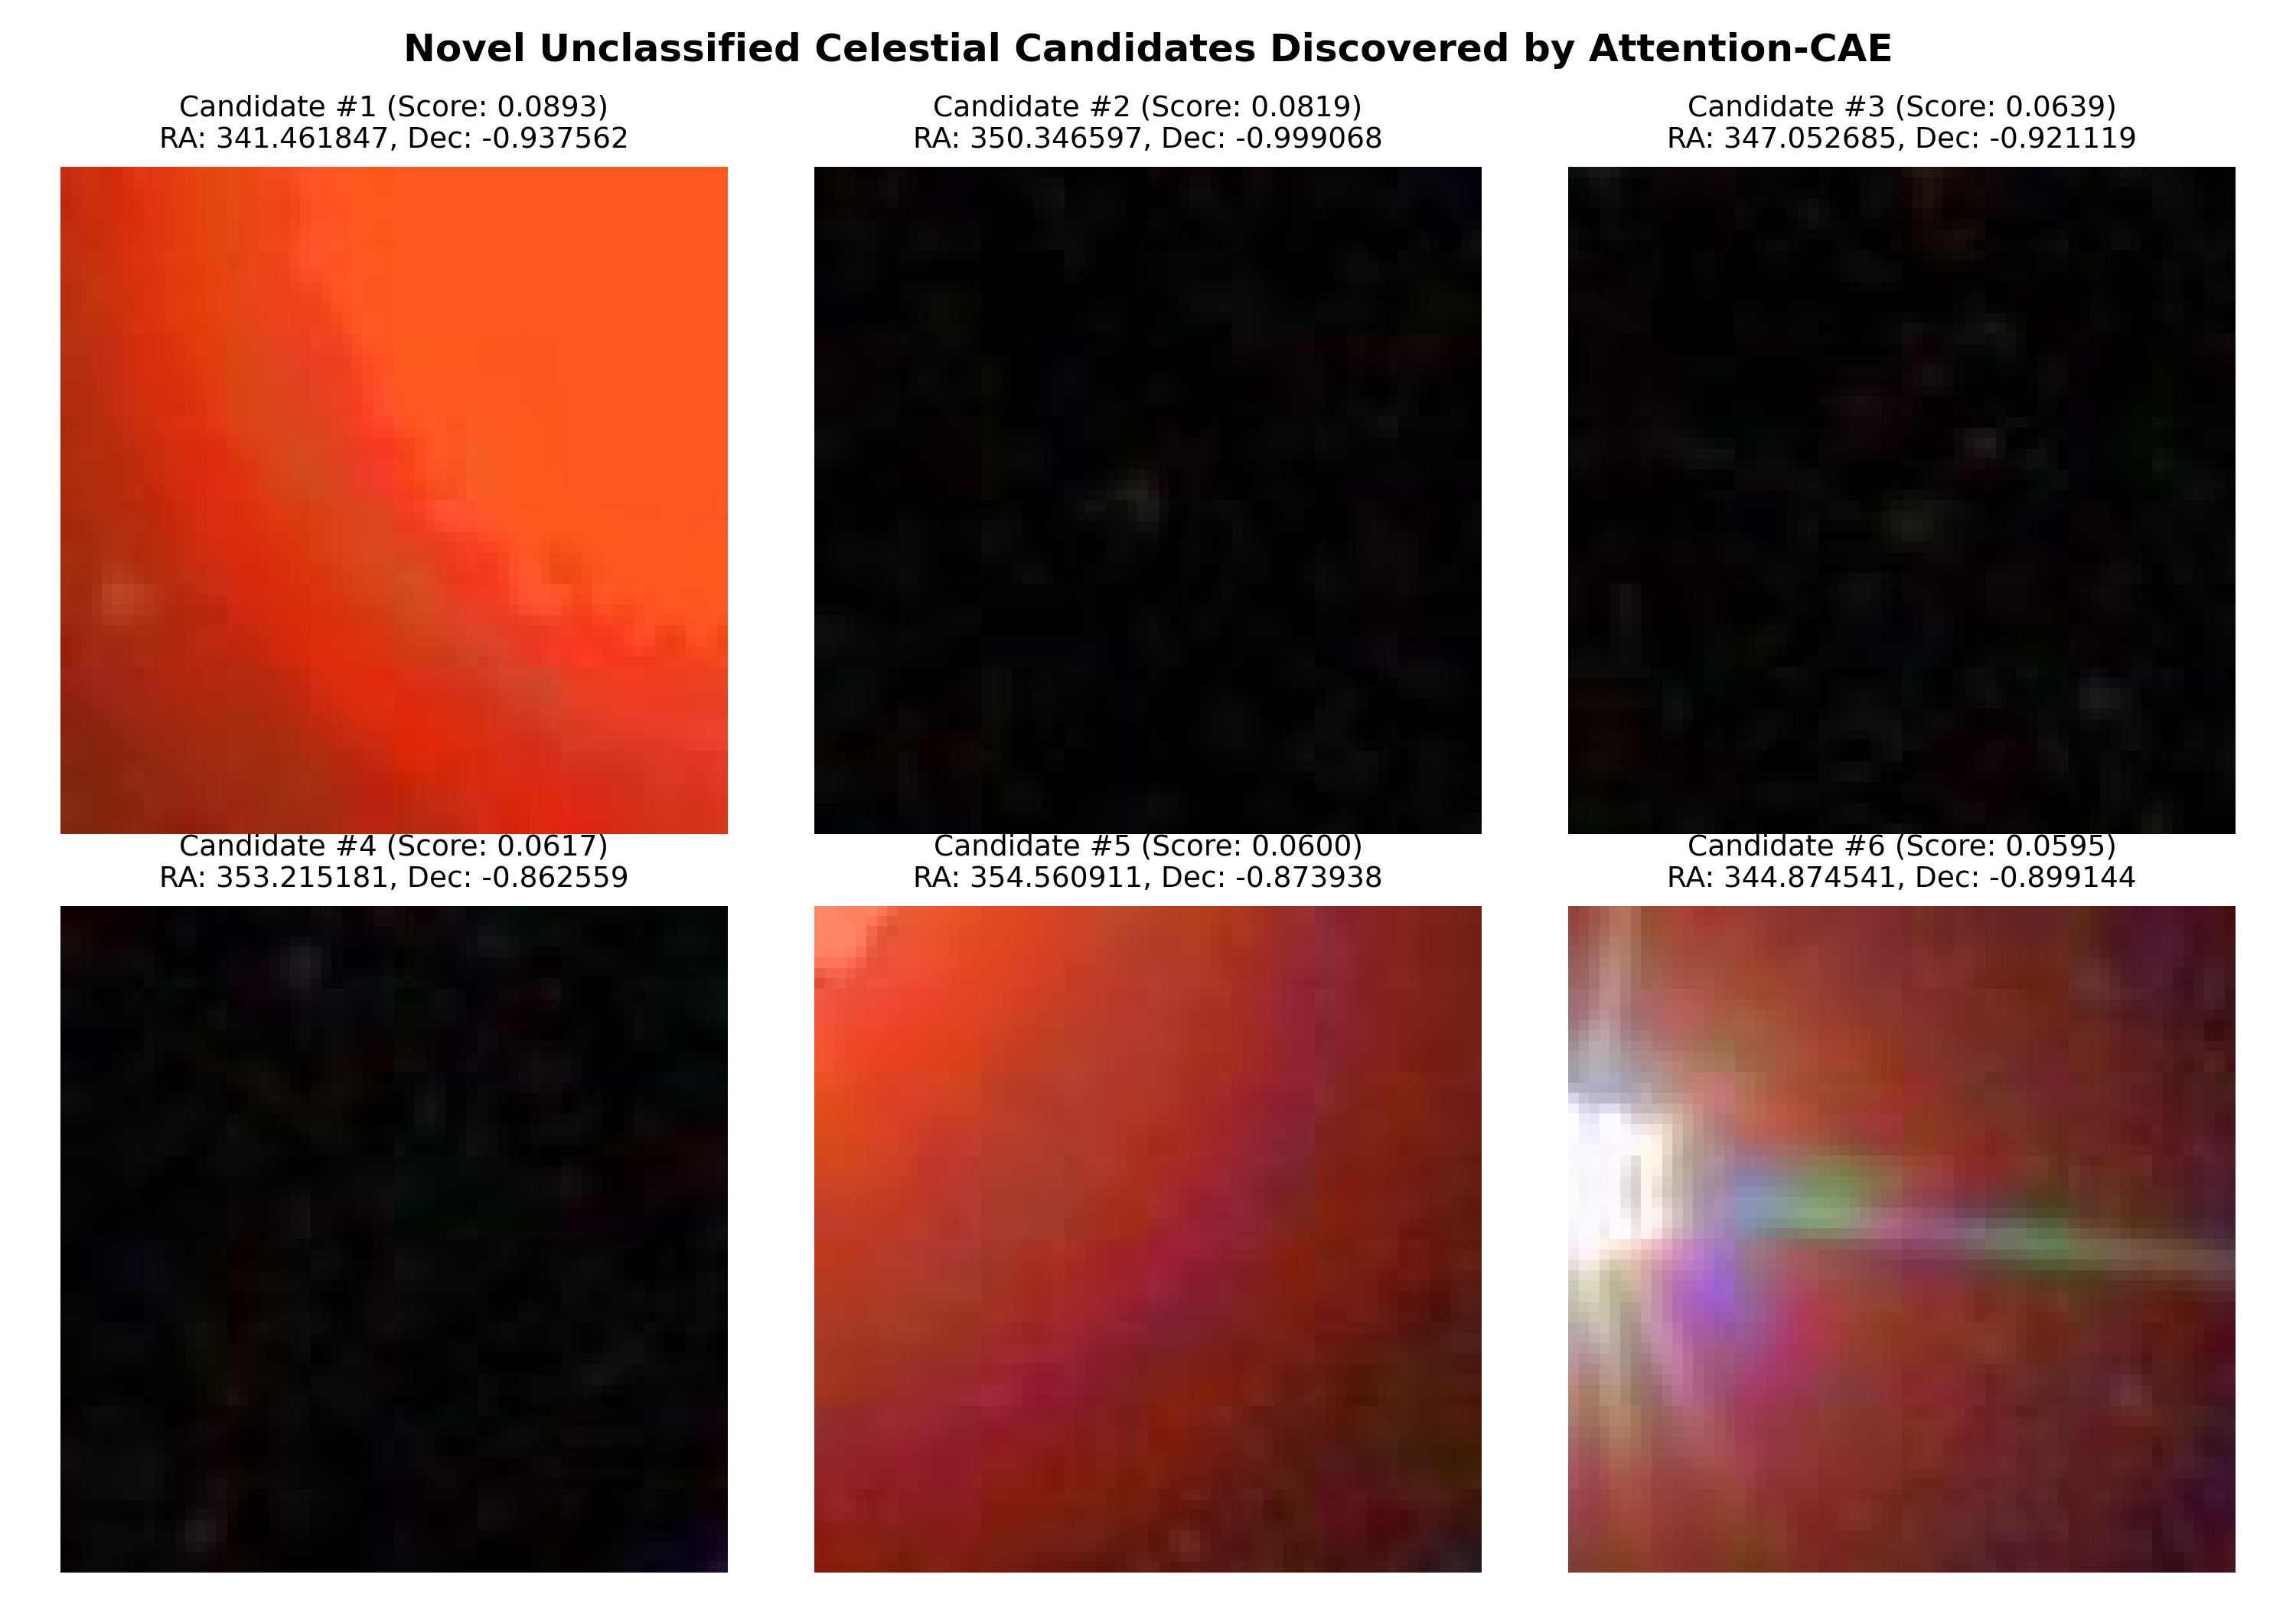 Novel Unclassified Celestial Candidates Discovered by Attention-CAE
Candidate #1 (Score: 0.0893)
RA: 341.461847, Dec: -0.937562
Candidate #2 (Score: 0.0819)
RA: 350.346597, Dec: -0.999068
Candidate #3 (Score: 0.0639)
RA: 347.052685, Dec: -0.921119
Candidate #4 (Score: 0.0617)
RA: 353.215181, Dec: -0.862559
Candidate #5 (Score: 0.0600)
RA: 354.560911, Dec: -0.873938
Candidate #6 (Score: 0.0595)
RA: 344.874541, Dec: -0.899144